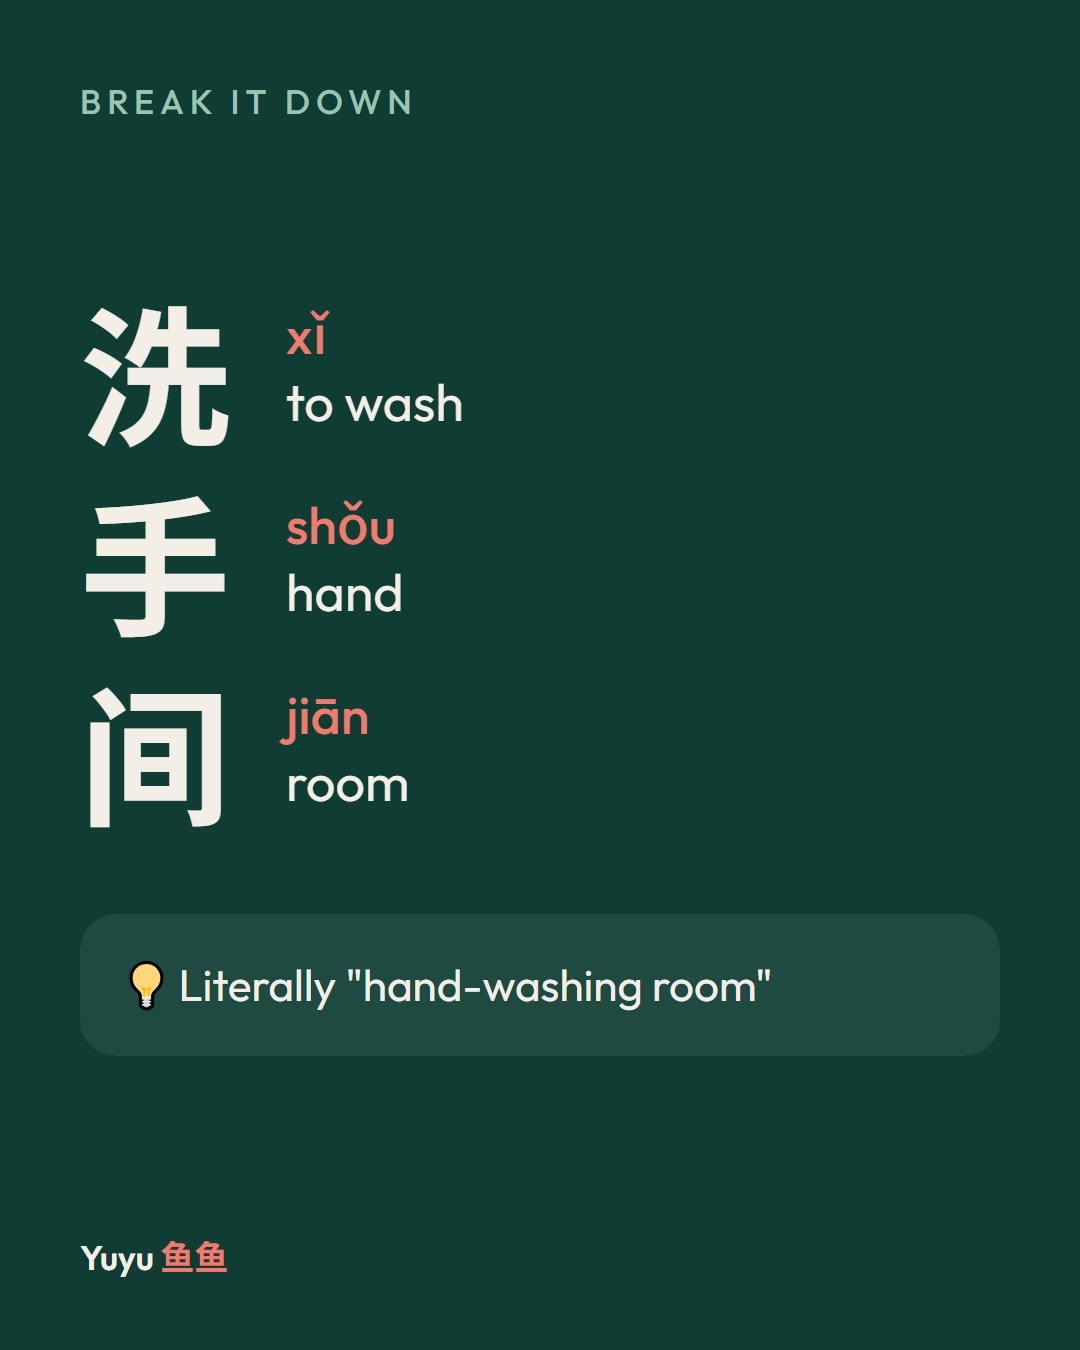 BREAK IT DOWN
洗
xǐ
to wash
手
shǒu
hand
间
jiān
room
💡 Literally "hand-washing room"
Yuyu 鱼鱼